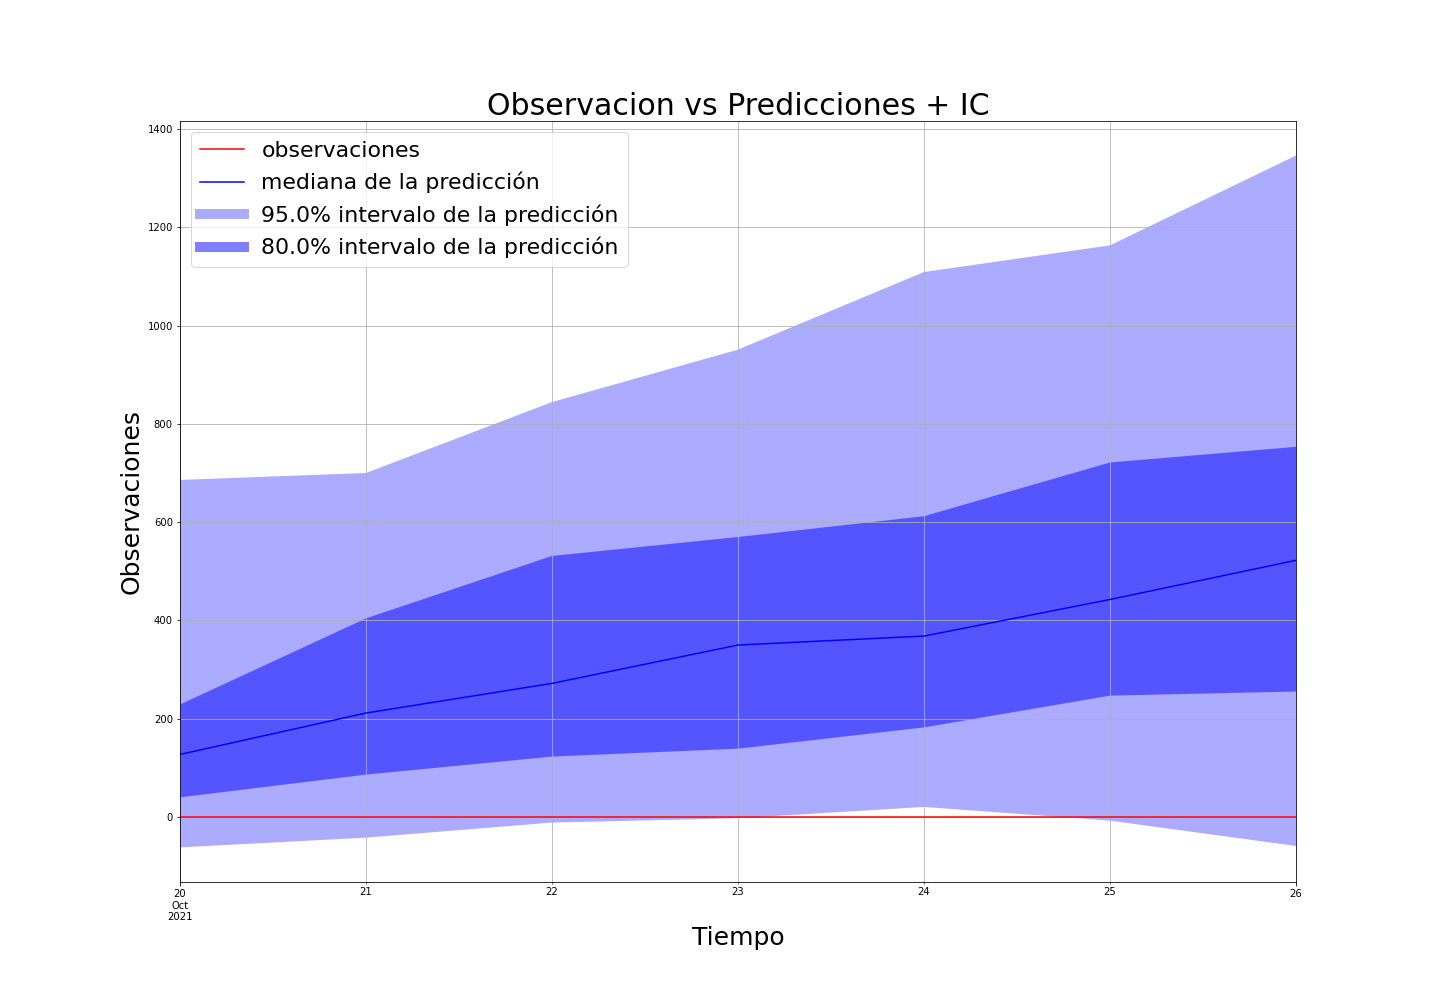 Observacion vs Predicciones + IC
observaciones
mediana de la predicción
95.0% intervalo de la predicción
80.0% intervalo de la predicción
Observaciones
1400
1200
1000
800
600
400
200
0
20 21 22 23 24 25 26
Oct
2021
Tiempo